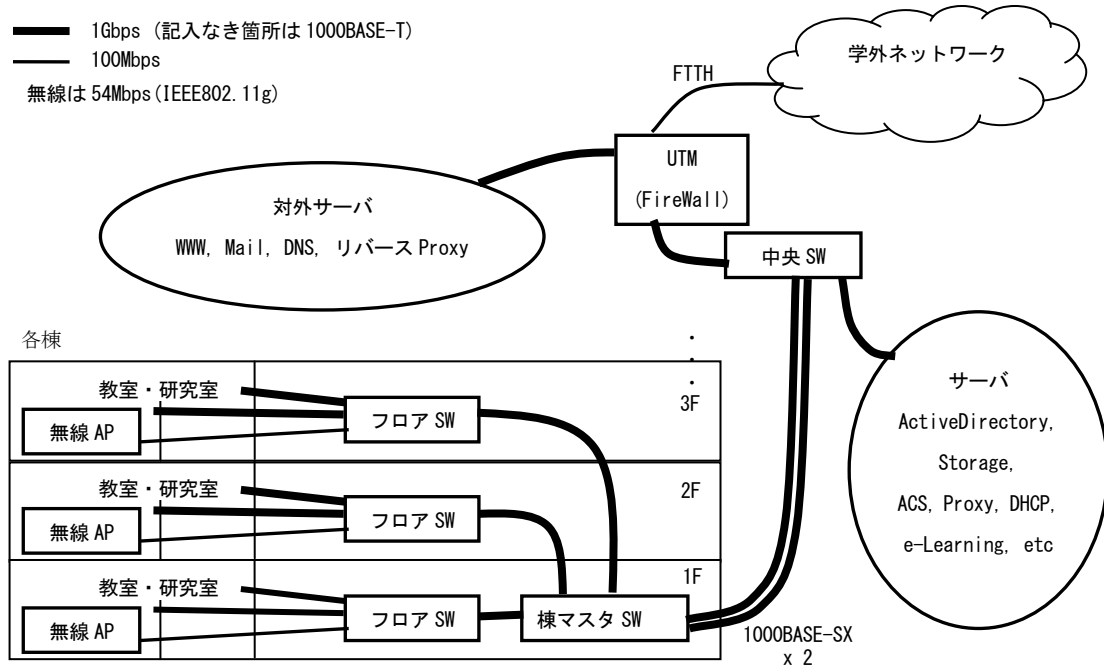 1Gbps (記入なき箇所は 1000BASE-T)
100Mbps
無線は 54Mbps(IEEE802.11g)
学外ネットワーク
FTTH
UTM
(FireWall)
対外サーバ
WWW, Mail, DNS, リバース Proxy
中央 SW
各棟
サーバ
ActiveDirectory,
Storage,
ACS, Proxy, DHCP,
e-Learning, etc
・
・
・
3F
教室・研究室
無線 AP
フロア SW
2F
教室・研究室
無線 AP
フロア SW
1F
教室・研究室
無線 AP
フロア SW
棟マスタ SW
1000BASE-SX
x 2